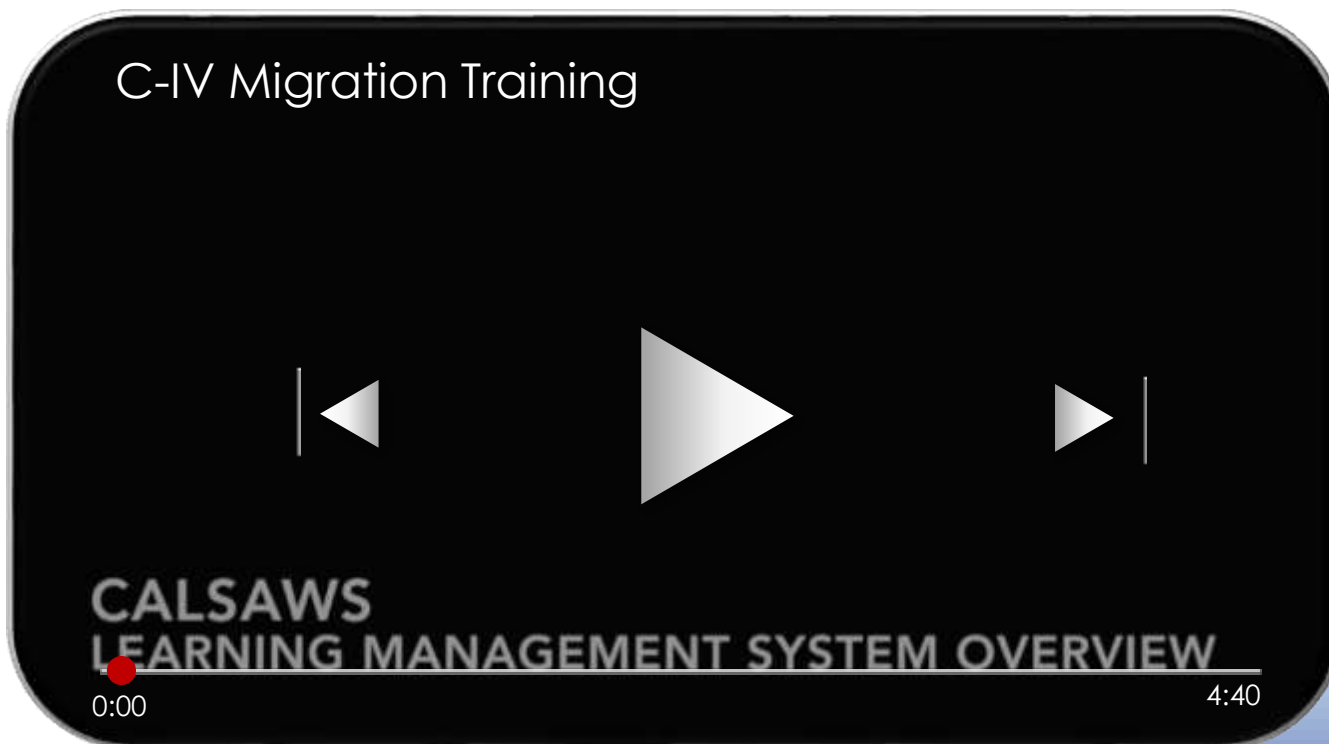 C-IV Migration Training
CALSAWS
LEARNING MANAGEMENT SYSTEM OVERVIEW
0:00
4:40